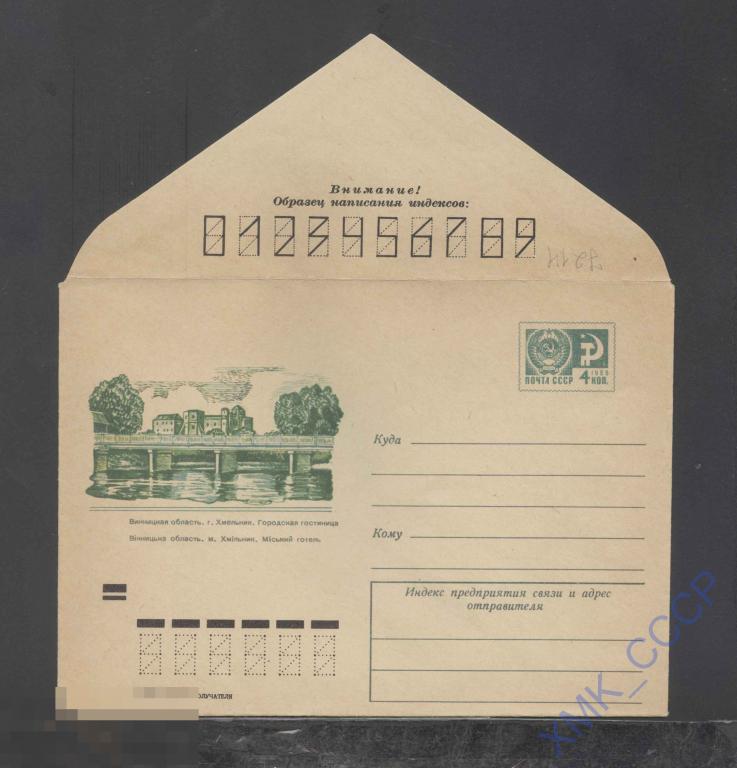 Внимание!
Образец написания индексов:
0123456789
ПОЧТА СССР 4 1966 КОП.
Куда
Кому
Винницкая область, г. Хмельник. Городская гостиница
Вінницька область, м. Хмільник. Міський готель
Индекс предприятия связи и адрес
отправителя
ХМК_СССР